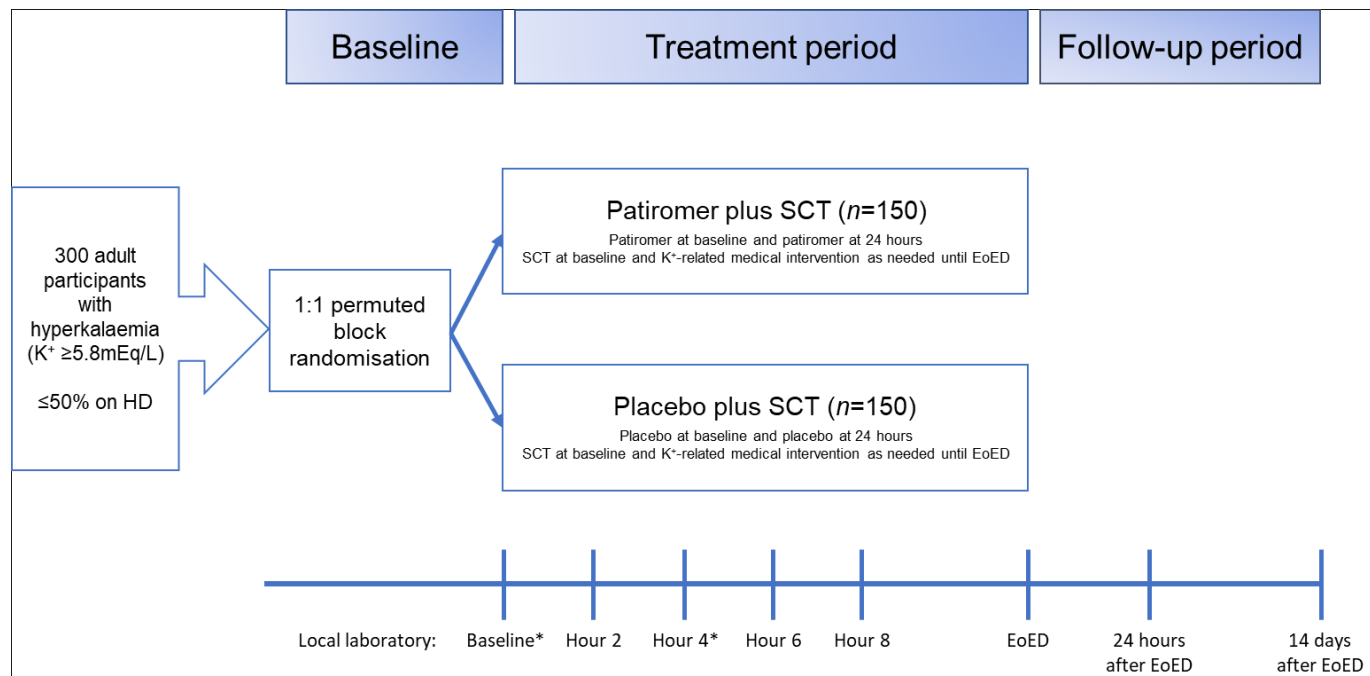 Baseline
Treatment period
Follow-up period
300 adult
participants
with
hyperkalaemia
(K⁺ ≥5.8mEq/L)
≤50% on HD
1:1 permuted
block
randomisation
Patiromer plus SCT (n=150)
Patiromer at baseline and patiromer at 24 hours
SCT at baseline and K⁺-related medical intervention as needed until EoED
Placebo plus SCT (n=150)
Placebo at baseline and placebo at 24 hours
SCT at baseline and K⁺-related medical intervention as needed until EoED
Local laboratory:
Baseline*
Hour 2
Hour 4*
Hour 6
Hour 8
EoED
24 hours
after EoED
14 days
after EoED